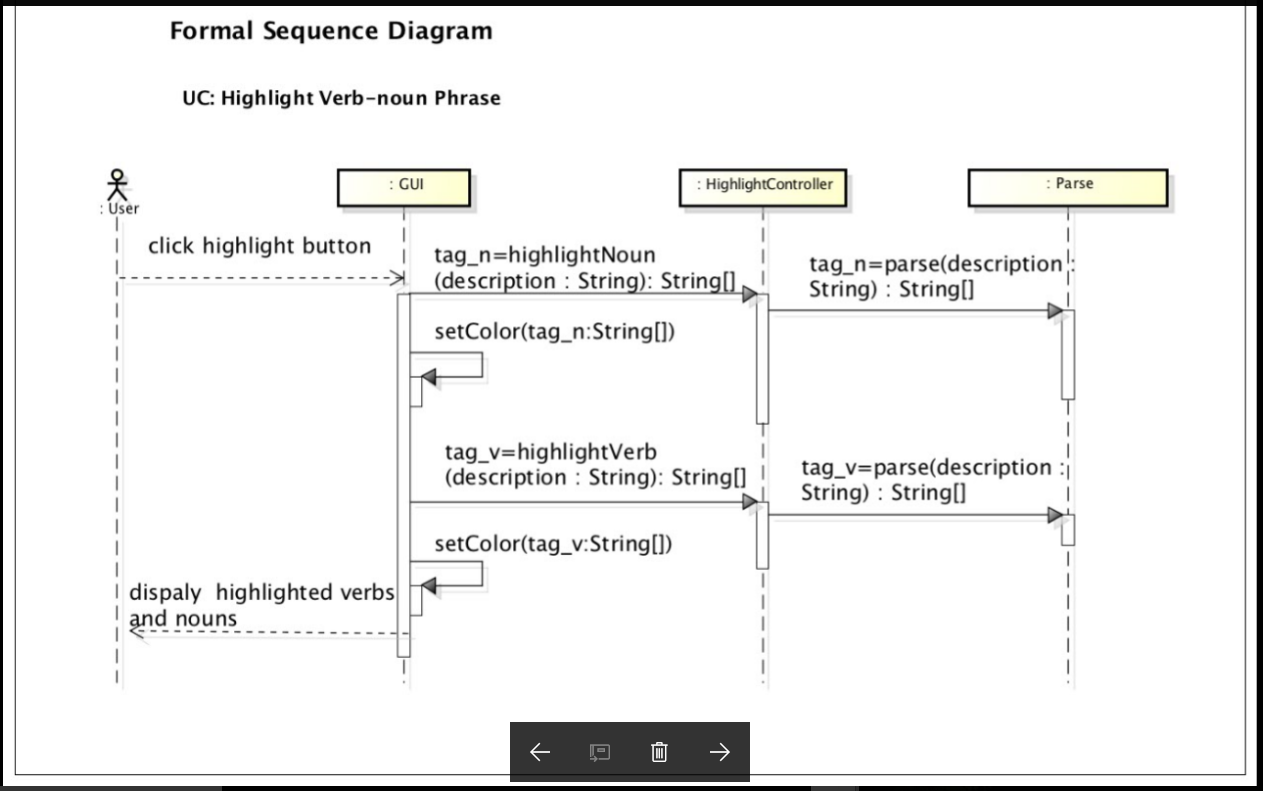 Formal Sequence Diagram
UC: Highlight Verb-noun Phrase
: User
: GUI
: HighlightController
: Parse
click highlight button
tag_n=highlightNoun
(description : String): String[]
tag_n=parse(description :
String) : String[]
setColor(tag_n:String[])
tag_v=highlightVerb
(description : String): String[]
tag_v=parse(description :
String) : String[]
setColor(tag_v:String[])
dispaly highlighted verbs
and nouns